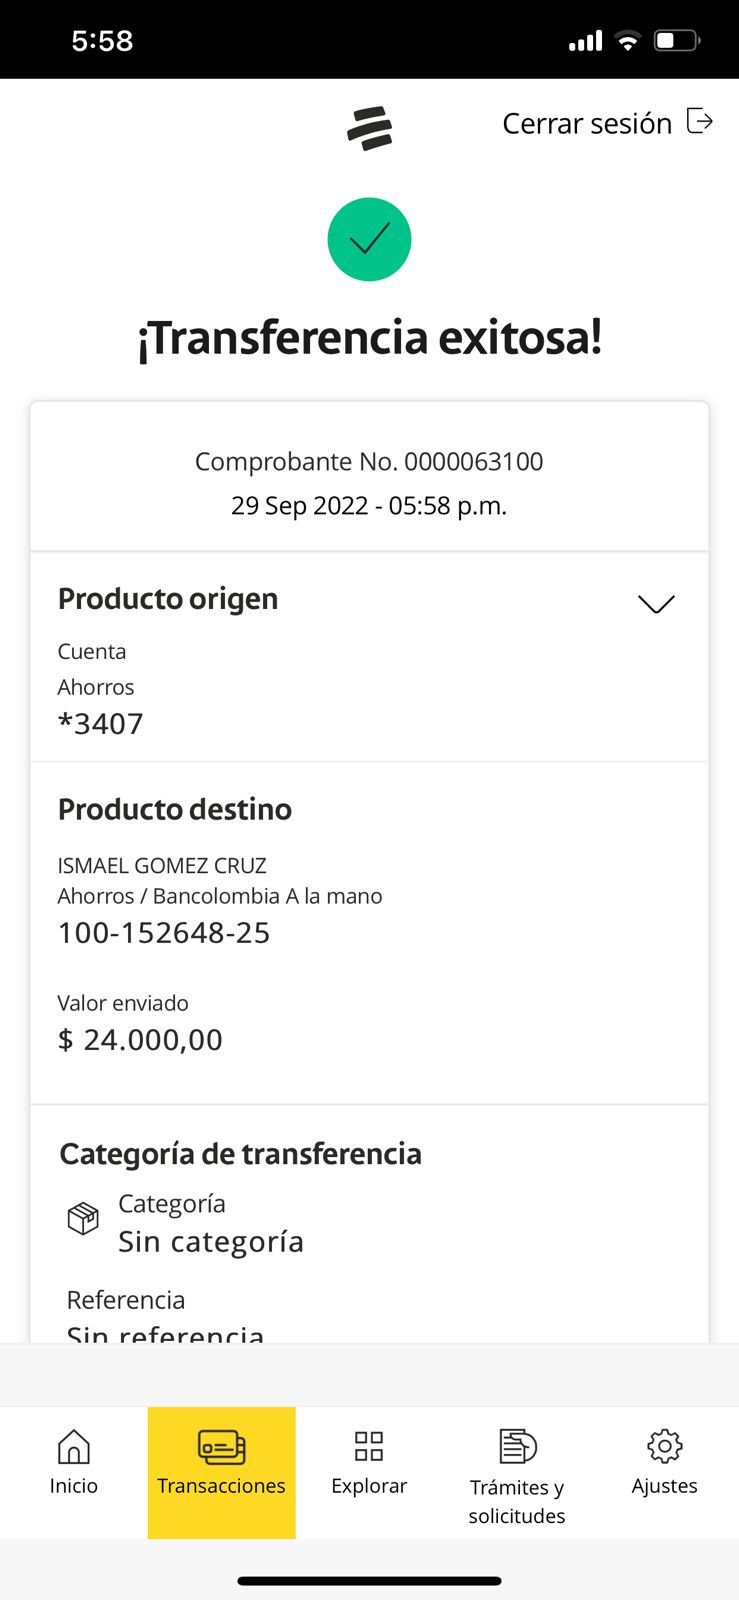 5:58
Cerrar sesión
¡Transferencia exitosa!
Comprobante No. 0000063100
29 Sep 2022 - 05:58 p.m.
Producto origen
Cuenta
Ahorros
*3407
Producto destino
ISMAEL GOMEZ CRUZ
Ahorros / Bancolombia A la mano
100-152648-25
Valor enviado
$ 24.000,00
Categoría de transferencia
Categoría
Sin categoría
Referencia
Sin referencia
Inicio
Transacciones
Explorar
Trámites y
solicitudes
Ajustes